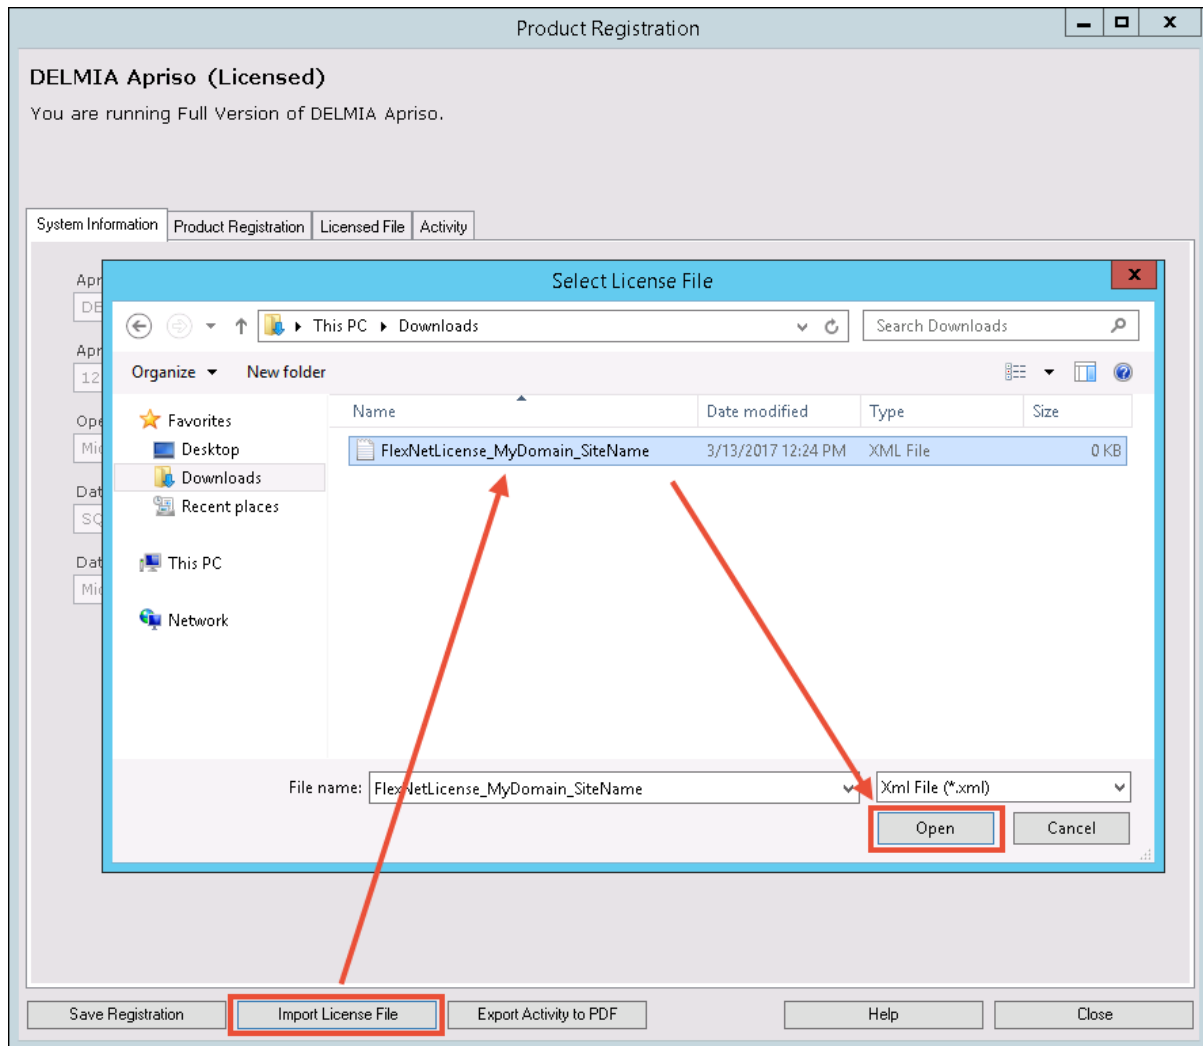 Product Registration
DELMIA Apriso (Licensed)
You are running Full Version of DELMIA Apriso.
System Information Product Registration Licensed File Activity
Select License File
This PC Downloads Search Downloads
Organize New folder
Name Date modified Type Size
Favorites
FlexNetLicense_MyDomain_SiteName 3/13/2017 12:24 PM XML File 0 KB
Desktop
Downloads
Recent places
This PC
Network
File name: FlexNetLicense_MyDomain_SiteName Xml File (*.xml)
Open Cancel
Save Registration Import License File Export Activity to PDF Help Close